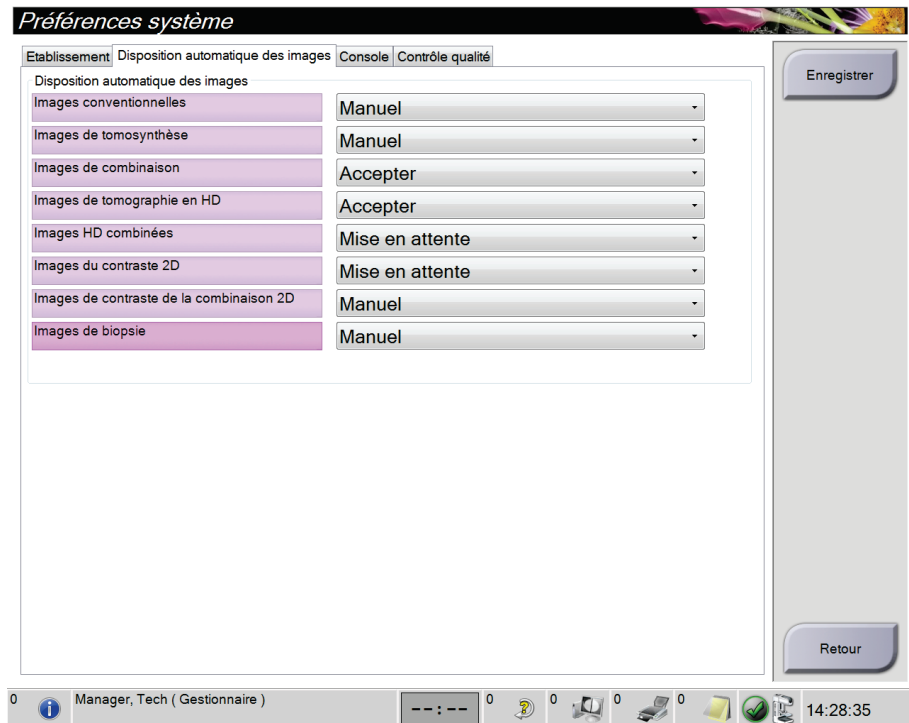 Préférences système
Etablissement Disposition automatique des images Console Contrôle qualité
Disposition automatique des images
Images conventionnelles Manuel
Images de tomosynthèse Manuel
Images de combinaison Accepter
Images de tomographie en HD Accepter
Images HD combinées Mise en attente
Images du contraste 2D Mise en attente
Images de contraste de la combinaison 2D Manuel
Images de biopsie Manuel
Enregistrer
Retour
0 Manager, Tech ( Gestionnaire ) --:-- 0 0 0 0 14:28:35